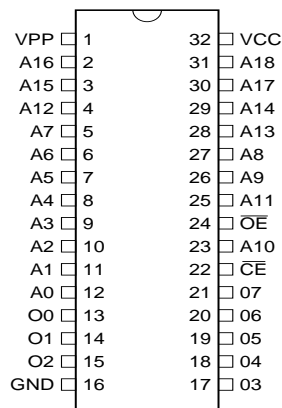 VPP 1 32 VCC
A16 2 31 A18
A15 3 30 A17
A12 4 29 A14
A7 5 28 A13
A6 6 27 A8
A5 7 26 A9
A4 8 25 A11
A3 9 24 O̅E̅
A2 10 23 A10
A1 11 22 C̅E̅
A0 12 21 07
O0 13 20 06
O1 14 19 05
O2 15 18 04
GND 16 17 03